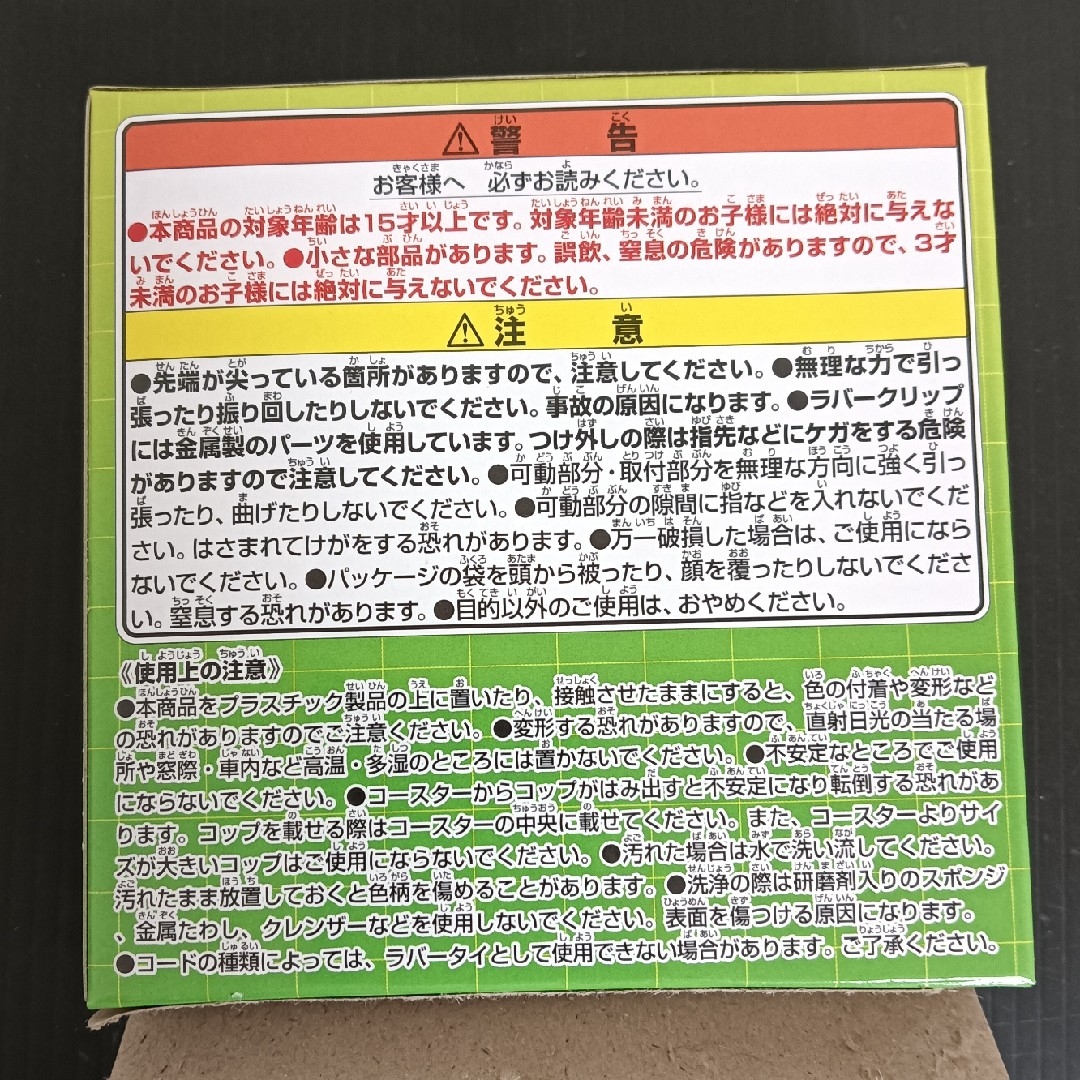 ⚠警告
お客様へ 必ずお読みください。
●本商品の対象年齢は15才以上です。対象年齢未満のお子様には絶対に与えな
いでください。●小さな部品があります。誤飲、窒息の危険がありますので、3才
未満のお子様には絶対に与えないでください。
⚠注意
●先端が尖っている箇所がありますので、注意してください。●無理な力で引っ
張ったり振り回したりしないでください。事故の原因になります。●ラバークリップ
には金属製のパーツを使用しています。つけ外しの際は指先などにケガをする危険
がありますので注意してください。●可動部分・取付部分を無理な方向に強く引っ
張ったり、曲げたりしないでください。●可動部分の隙間に指などを入れないでくだ
さい。はさまれてけがをする恐れがあります。●万一破損した場合は、ご使用になら
ないでください。●パッケージの袋を頭から被ったり、顔を覆ったりしないでくださ
い。窒息する恐れがあります。●目的以外のご使用は、おやめください。
《使用上の注意》
●本商品をプラスチック製品の上に置いたり、接触させたままにすると、色の付着や変形など
の恐れがありますのでご注意ください。●変形する恐れがありますので、直射日光の当たる場
所や窓際・車内など高温・多湿のところには置かないでください。●不安定なところでご使用
にならないでください。●コースターからコップがはみ出すと不安定になり転倒する恐れがあ
ります。コップを載せる際はコースターの中央に載せてください。また、コースターよりサイ
ズが大きいコップはご使用にならないでください。●汚れた場合は水で洗い流してください。
汚れたまま放置しておくと色柄を傷めることがあります。●洗浄の際は研磨剤入りのスポンジ
、金属たわし、クレンザーなどを使用しないでください。表面を傷つける原因になります。
●コードの種類によっては、ラバータイとして使用できない場合があります。ご了承ください。